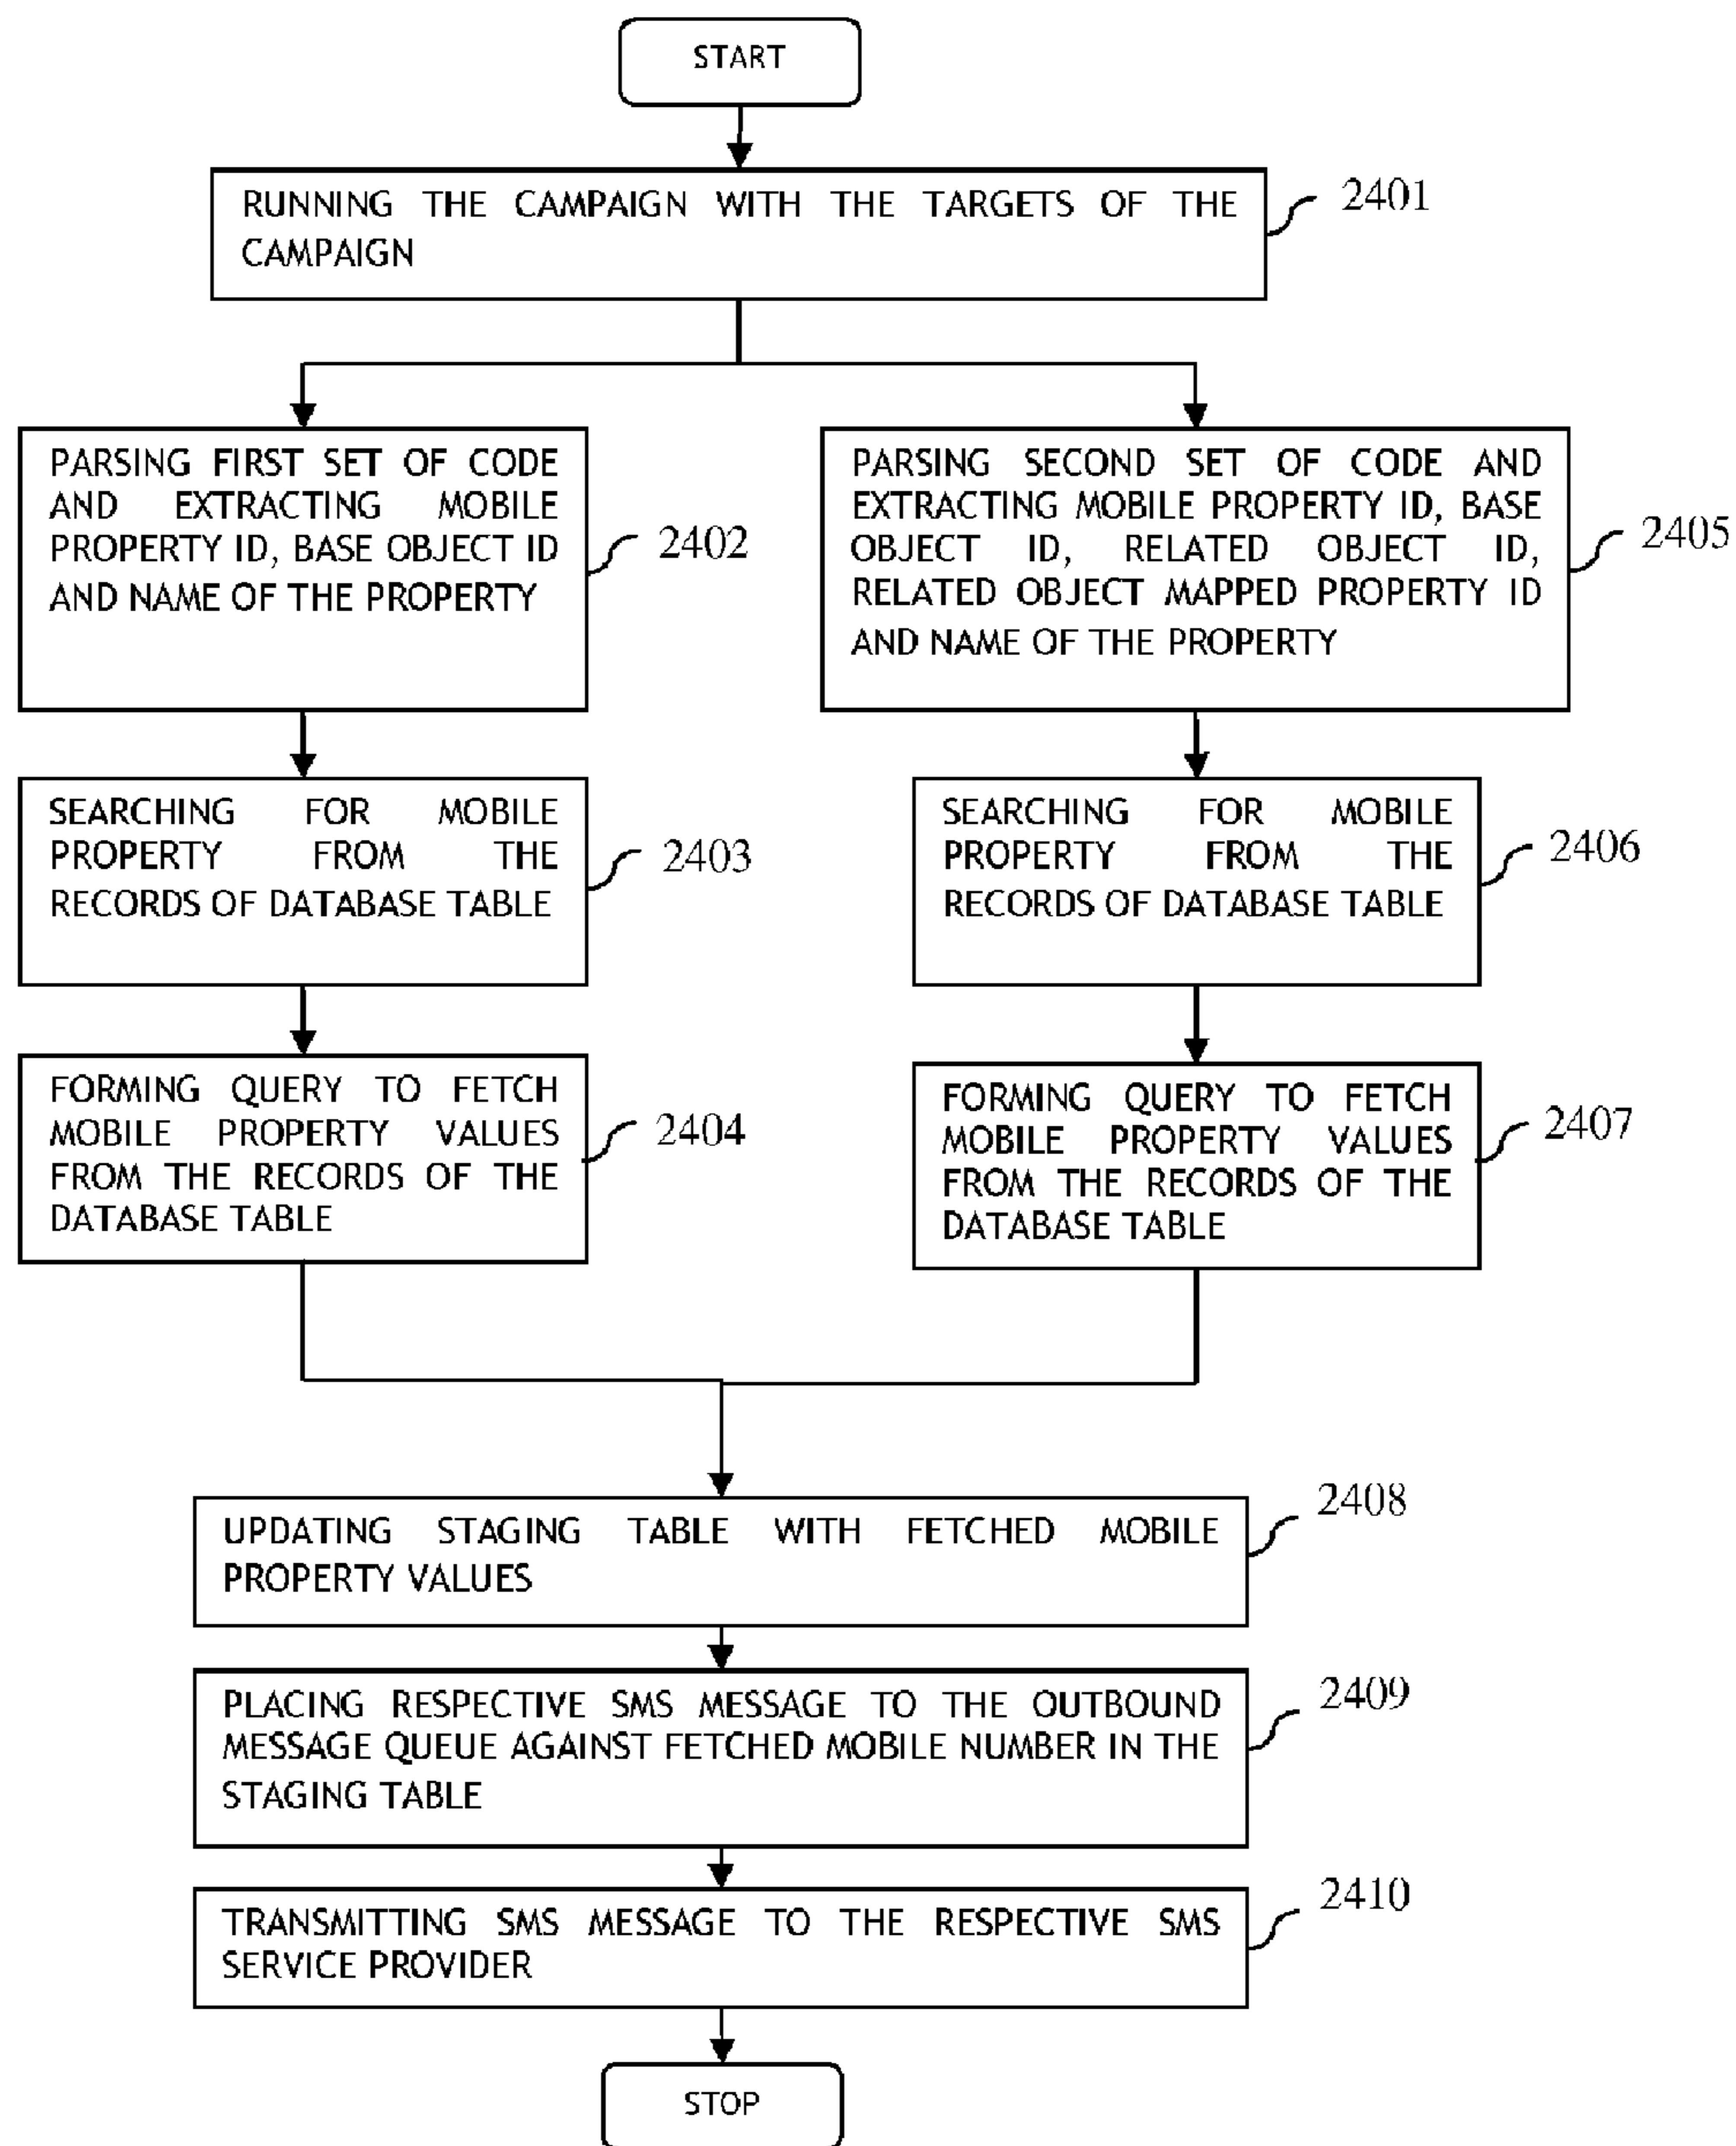 START
RUNNING THE CAMPAIGN WITH THE TARGETS OF THE
CAMPAIGN
2401
PARSING FIRST SET OF CODE
AND EXTRACTING MOBILE
PROPERTY ID, BASE OBJECT ID
AND NAME OF THE PROPERTY
2402
PARSING SECOND SET OF CODE AND
EXTRACTING MOBILE PROPERTY ID, BASE
OBJECT ID, RELATED OBJECT ID,
RELATED OBJECT MAPPED PROPERTY ID
AND NAME OF THE PROPERTY
2405
SEARCHING FOR MOBILE
PROPERTY FROM THE
RECORDS OF DATABASE TABLE
2403
SEARCHING FOR MOBILE
PROPERTY FROM THE
RECORDS OF DATABASE TABLE
2406
FORMING QUERY TO FETCH
MOBILE PROPERTY VALUES
FROM THE RECORDS OF THE
DATABASE TABLE
2404
FORMING QUERY TO FETCH
MOBILE PROPERTY VALUES
FROM THE RECORDS OF THE
DATABASE TABLE
2407
UPDATING STAGING TABLE WITH FETCHED MOBILE
PROPERTY VALUES
2408
PLACING RESPECTIVE SMS MESSAGE TO THE OUTBOUND
MESSAGE QUEUE AGAINST FETCHED MOBILE NUMBER IN THE
STAGING TABLE
2409
TRANSMITTING SMS MESSAGE TO THE RESPECTIVE SMS
SERVICE PROVIDER
2410
STOP